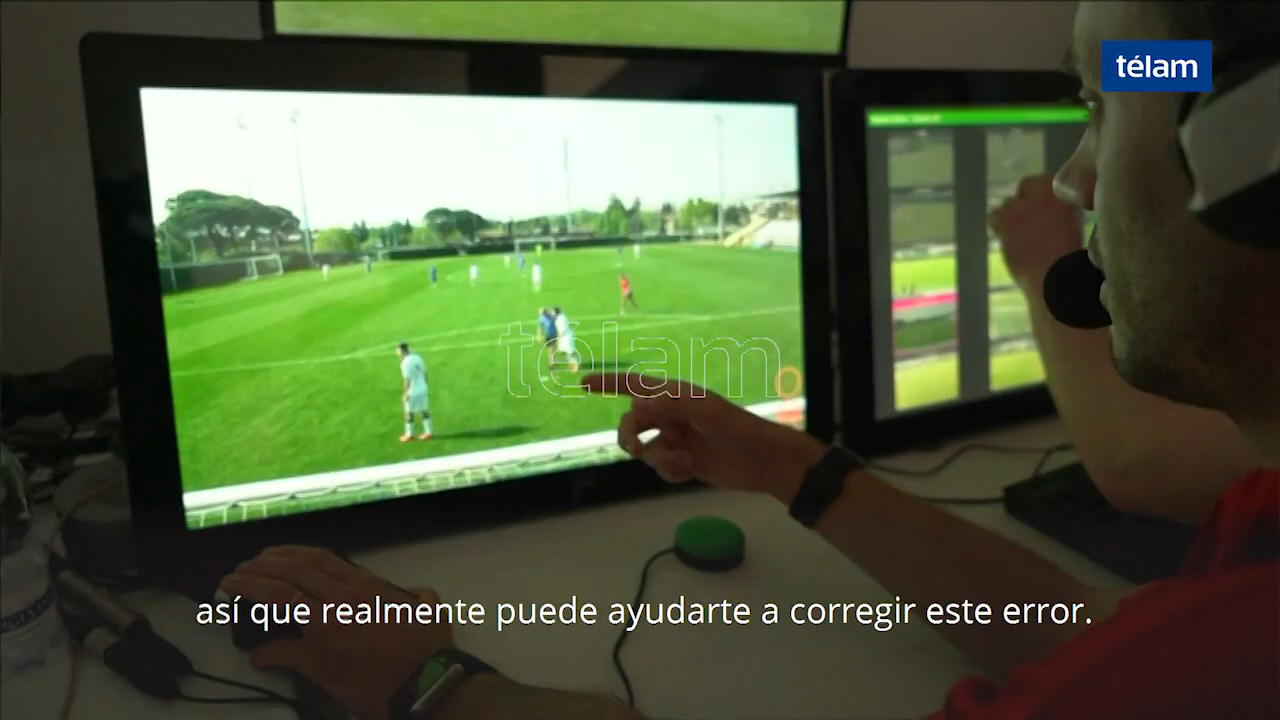 télam
télam
así que realmente puede ayudarte a corregir este error.